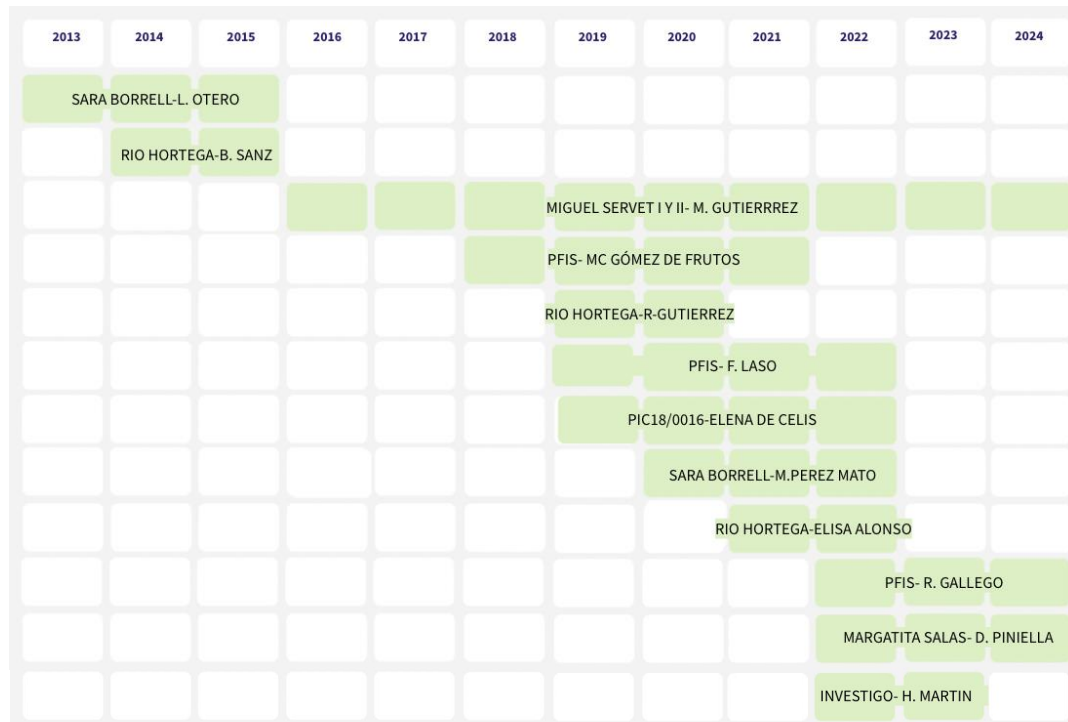 2013 2014 2015 2016 2017 2018 2019 2020 2021 2022 2023 2024
SARA BORRELL-L. OTERO
RIO HORTEGA-B. SANZ
MIGUEL SERVET I Y II- M. GUTIERRREZ
PFIS- MC GÓMEZ DE FRUTOS
RIO HORTEGA-R-GUTIERREZ
PFIS- F. LASO
PIC18/0016-ELENA DE CELIS
SARA BORRELL-M.PEREZ MATO
RIO HORTEGA-ELISA ALONSO
PFIS- R. GALLEGO
MARGATITA SALAS- D. PINIELLA
INVESTIGO- H. MARTIN